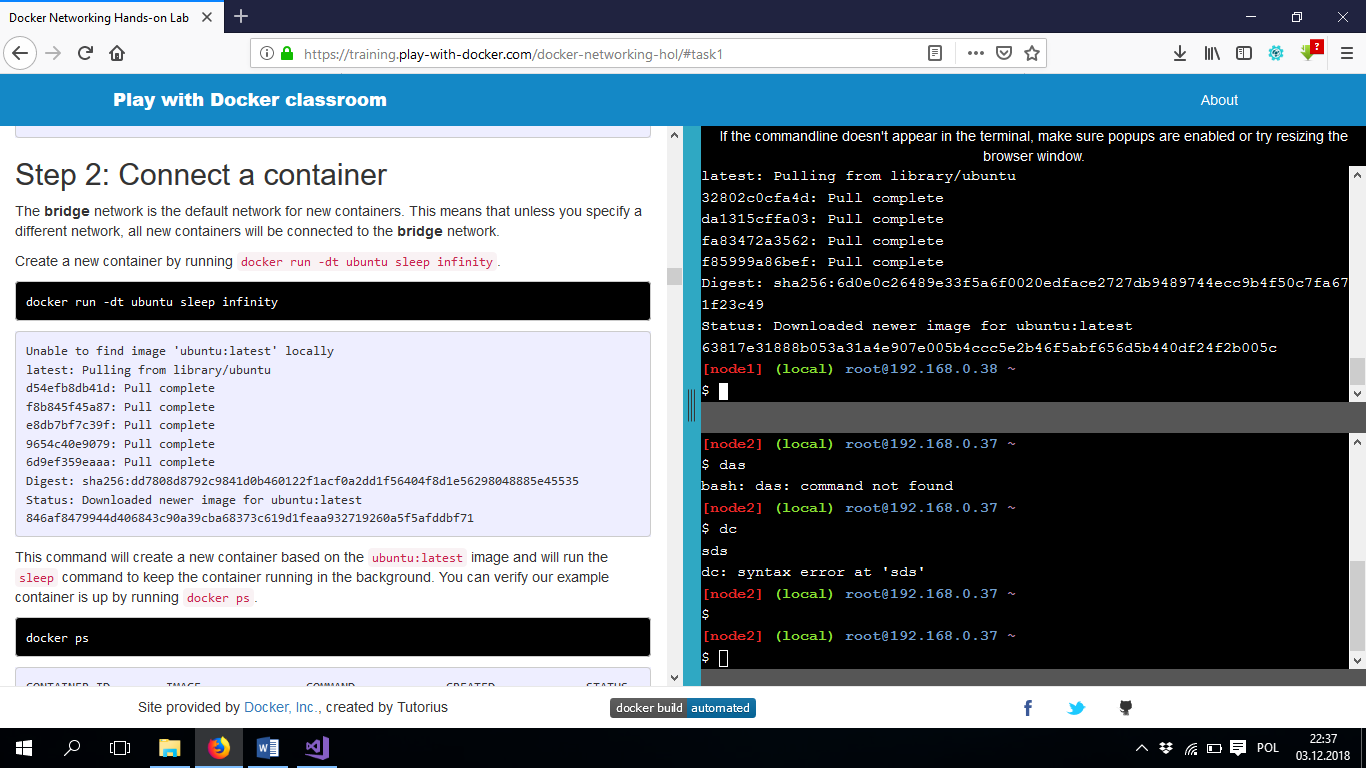 Docker Networking Hands-on Lab
https://training.play-with-docker.com/docker-networking-hol/#task1
Play with Docker classroom
About
Step 2: Connect a container
The bridge network is the default network for new containers. This means that unless you specify a
different network, all new containers will be connected to the bridge network.
Create a new container by running docker run -dt ubuntu sleep infinity.
docker run -dt ubuntu sleep infinity
Unable to find image 'ubuntu:latest' locally
latest: Pulling from library/ubuntu
d54efb8db41d: Pull complete
f8b845f45a87: Pull complete
e8db7bf7c39f: Pull complete
9654c40e9079: Pull complete
6d9ef359eaaa: Pull complete
Digest: sha256:dd7808d8792c9841d0b460122f1acf0a2dd1f56404f8d1e56298048885e45535
Status: Downloaded newer image for ubuntu:latest
846af8479944d406843c90a39cba68373c619d1feaa932719260a5f5afddbf71
This command will create a new container based on the ubuntu:latest image and will run the
sleep command to keep the container running in the background. You can verify our example
container is up by running docker ps.
docker ps
CONTAINER ID IMAGE COMMAND CREATED STATUS
If the commandline doesn't appear in the terminal, make sure popups are enabled or try resizing the
browser window.
latest: Pulling from library/ubuntu
32802c0cfa4d: Pull complete
da1315cffa03: Pull complete
fa83472a3562: Pull complete
f85999a86bef: Pull complete
Digest: sha256:6d0e0c26489e33f5a6f0020edface2727db9489744ecc9b4f50c7fa67
1f23c49
Status: Downloaded newer image for ubuntu:latest
63817e31888b053a31a4e907e005b4ccc5e2b46f5abf656d5b440df24f2b005c
[node1] (local) root@192.168.0.38 ~
$
[node2] (local) root@192.168.0.37 ~
$ das
bash: das: command not found
[node2] (local) root@192.168.0.37 ~
$ dc
sds
dc: syntax error at 'sds'
[node2] (local) root@192.168.0.37 ~
$
[node2] (local) root@192.168.0.37 ~
$
Site provided by Docker, Inc., created by Tutorius
docker build automated
POL
22:37
03.12.2018